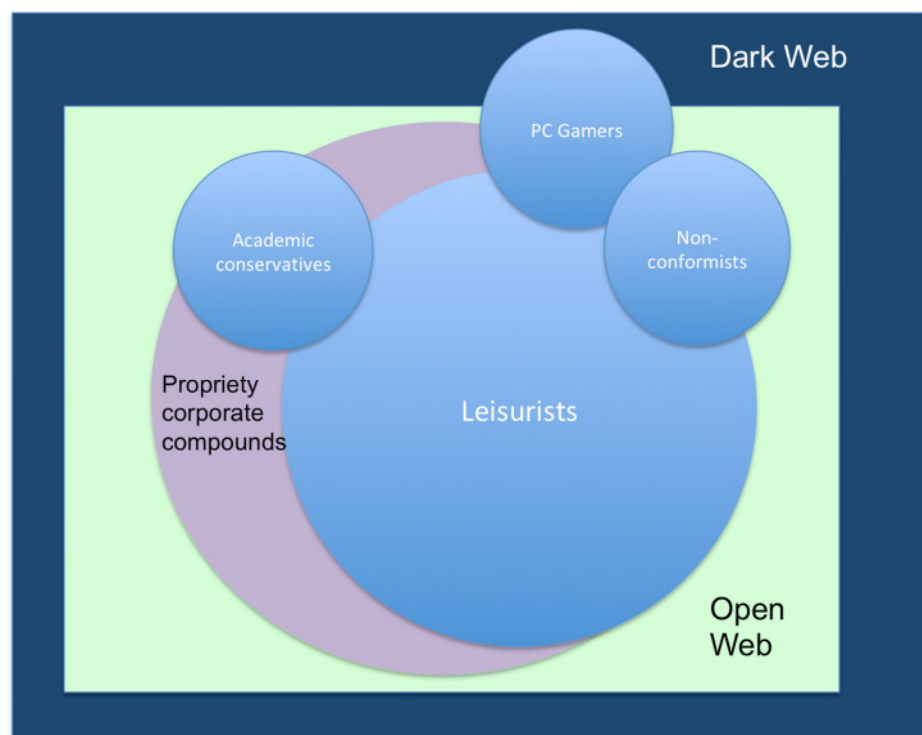 Dark Web
PC Gamers
Academic
conservatives
Non-
conformists
Propriety
corporate
compounds
Leisurists
Open
Web